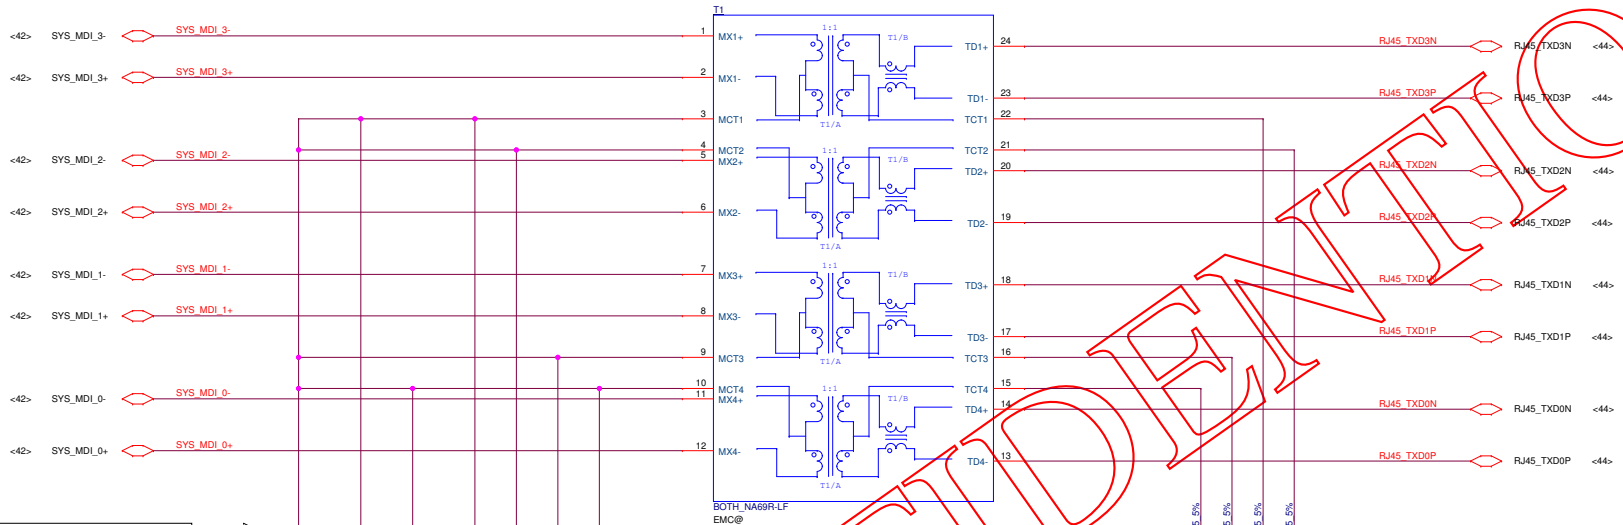 T1
<42> SYS_MDI_3- SYS_MDI_3- 1 MX1+ 1:1 T1/B TD1+ 24 RJ45_TXD3N RJ45_TXD3N <44>
<42> SYS_MDI_3+ SYS_MDI_3+ 2 MX1- TD1- 23 RJ45_TXD3P RJ45_TXD3P <44>
3 MCT1 T1/A TCT1 22
4 MCT2 1:1 T1/B TCT2 21
<42> SYS_MDI_2- SYS_MDI_2- 5 MX2+ TD2+ 20 RJ45_TXD2N RJ45_TXD2N <44>
<42> SYS_MDI_2+ SYS_MDI_2+ 6 MX2- TD2- 19 RJ45_TXD2P RJ45_TXD2P <44>
T1/A
<42> SYS_MDI_1- SYS_MDI_1- 7 MX3+ 1:1 T1/B TD3+ 18 RJ45_TXD1N RJ45_TXD1N <44>
<42> SYS_MDI_1+ SYS_MDI_1+ 8 MX3- TD3- 17 RJ45_TXD1P RJ45_TXD1P <44>
9 MCT3 T1/A TCT3 16
10 MCT4 1:1 T1/B TCT4 15
<42> SYS_MDI_0- SYS_MDI_0- 11 MX4+ TD4+ 14 RJ45_TXD0N RJ45_TXD0N <44>
<42> SYS_MDI_0+ SYS_MDI_0+ 12 MX4- TD4- 13 RJ45_TXD0P RJ45_TXD0P <44>
T1/A
BOTH_NA69R-LF
EMC@
5_5%
5_5%
5_5%
5_5%